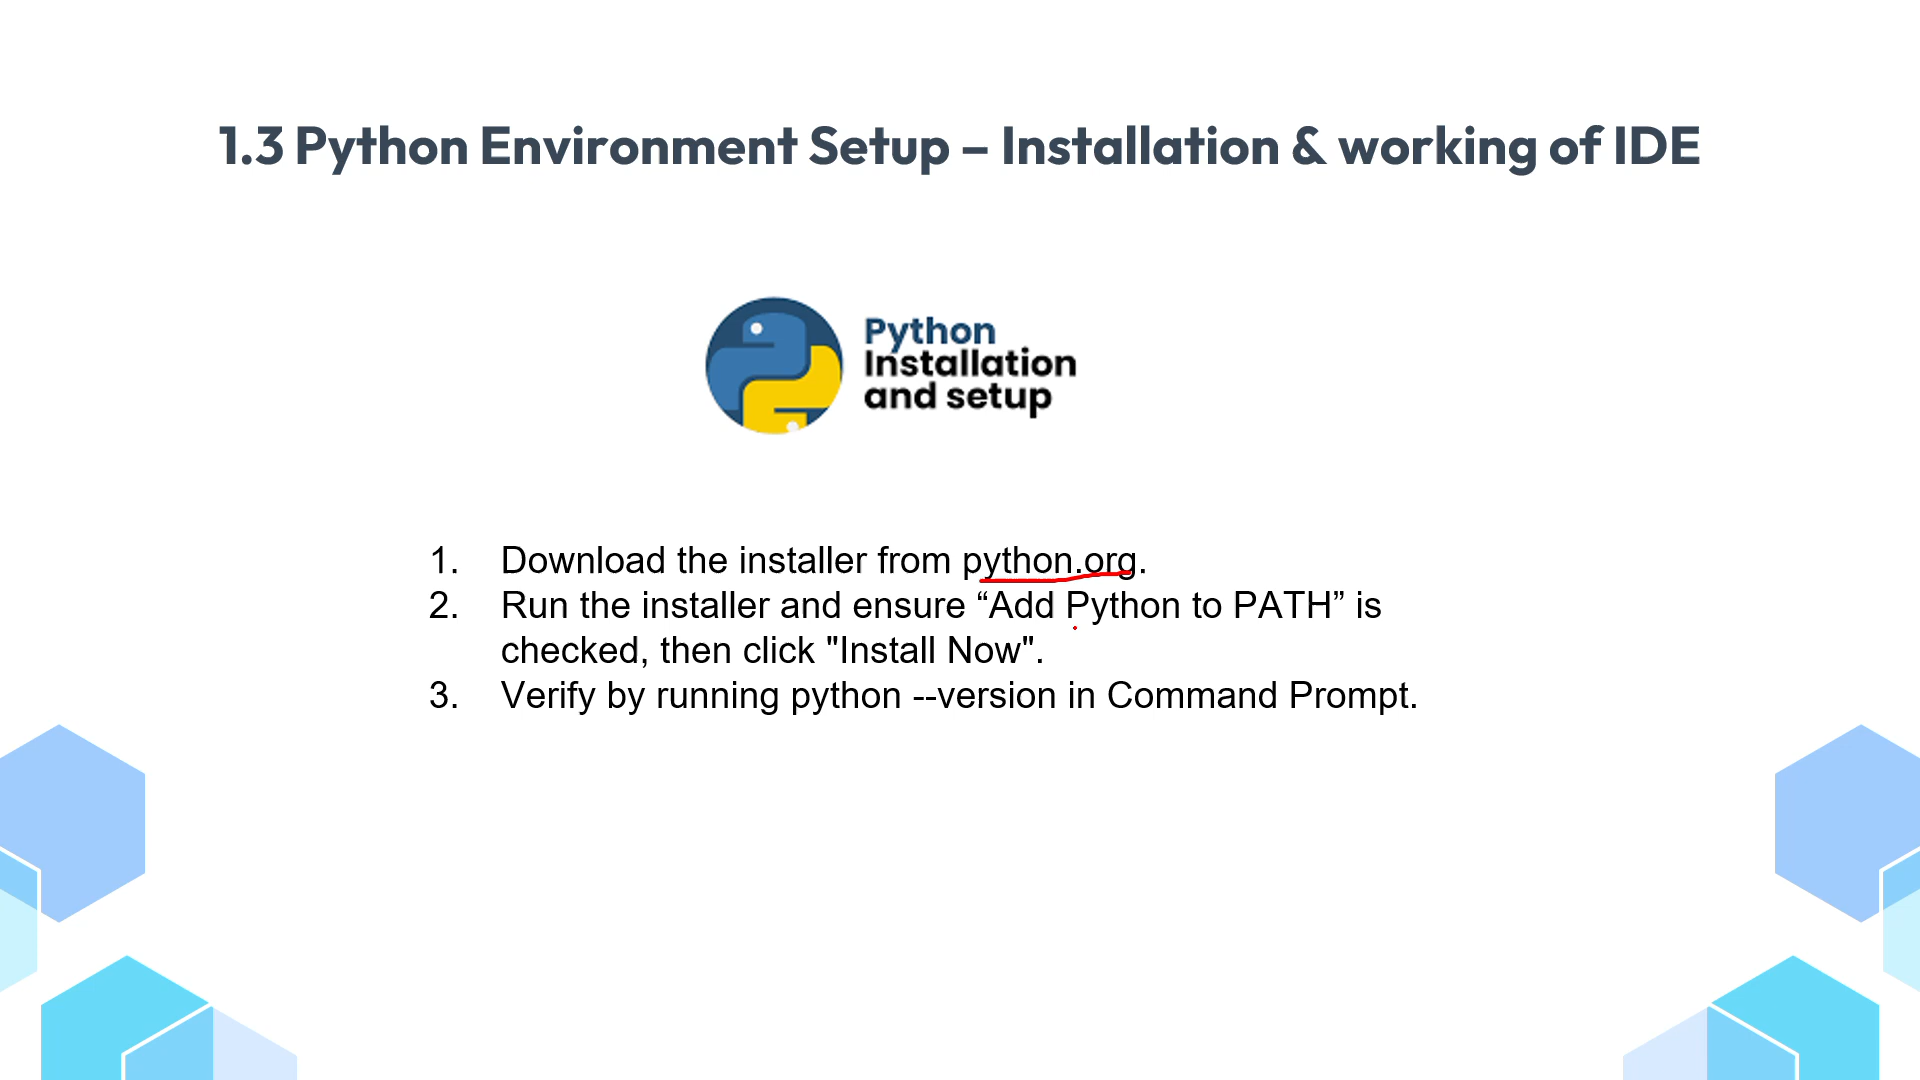 1.3 Python Environment Setup – Installation & working of IDE
Python
Installation
and setup
1. Download the installer from python.org.
2. Run the installer and ensure “Add Python to PATH” is
checked, then click "Install Now".
3. Verify by running python --version in Command Prompt.